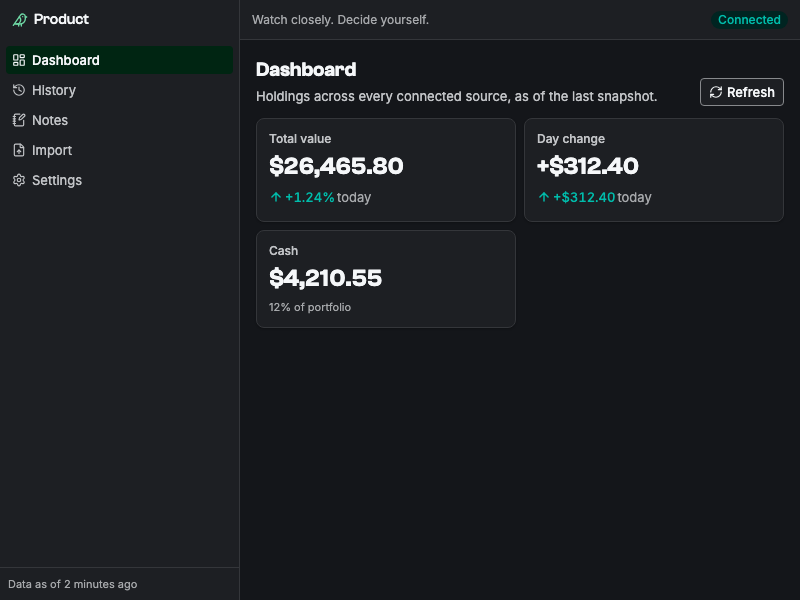 Product
Dashboard
History
Notes
Import
Settings
Data as of 2 minutes ago
Watch closely. Decide yourself.
Connected
Dashboard
Holdings across every connected source, as of the last snapshot.
Refresh
Total value
$26,465.80
+1.24% today
Day change
+$312.40
+$312.40 today
Cash
$4,210.55
12% of portfolio